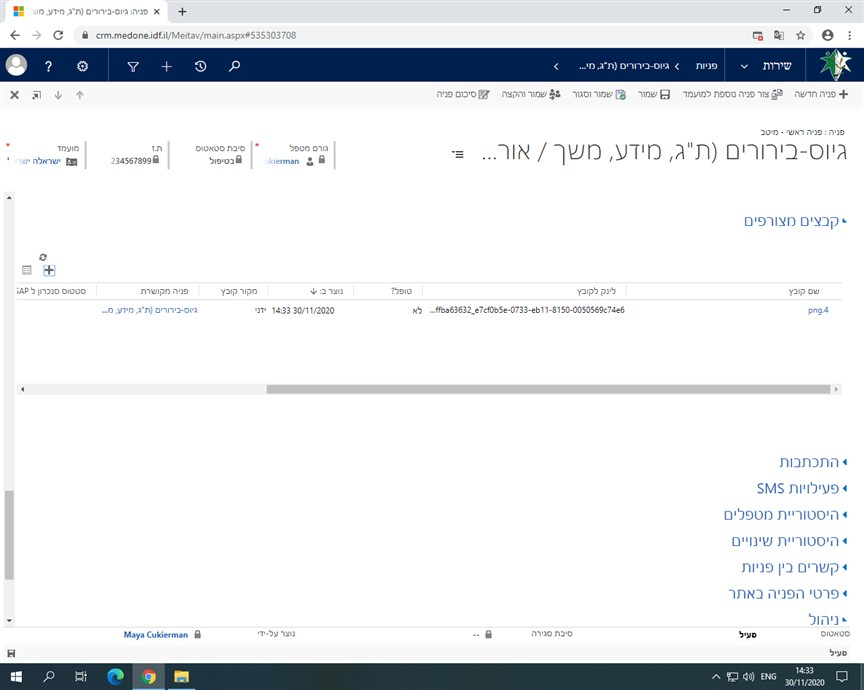 פניה: גיוס-בירורים (ת"ג, מידע, מש
crm.medone.idf.il/Meitav/main.aspx#535303708
שירות
פניות
גיוס-בירורים (ת"ג, מי...
פניה חדשה
צור פניה נוספת למועמד
שמור
שמור וסגור
שמור והקצה
סיכום פניה
פניה : פניה ראשי - מיטב
גיוס-בירורים (ת"ג, מידע, משך / אור...
גורם מטפל *
סיבת סטאטוס
ת.ז
מועמד *
ukierman
בטיפול
234567899
ישראלה ישר
קבצים מצורפים
שם קובץ
לינק לקובץ
טופל?
נוצר ב:
מקור קובץ
פניה מקושרת
סטטוס סנכרון ל SAP
png.4
...ffba63632_e7cf0b5e-0733-eb11-8150-0050569c74e6
לא
30/11/2020 14:33
ידני
גיוס-בירורים (ת"ג, מידע, מ...
התכתבות
פעילויות SMS
היסטוריית מטפלים
היסטוריית שינויים
קשרים בין פניות
פרטי הפניה באתר
ניהול
סטאטוס
פעיל
סיבת סגירה
--
נוצר על-ידי
Maya Cukierman
פעיל
ENG
14:33
30/11/2020